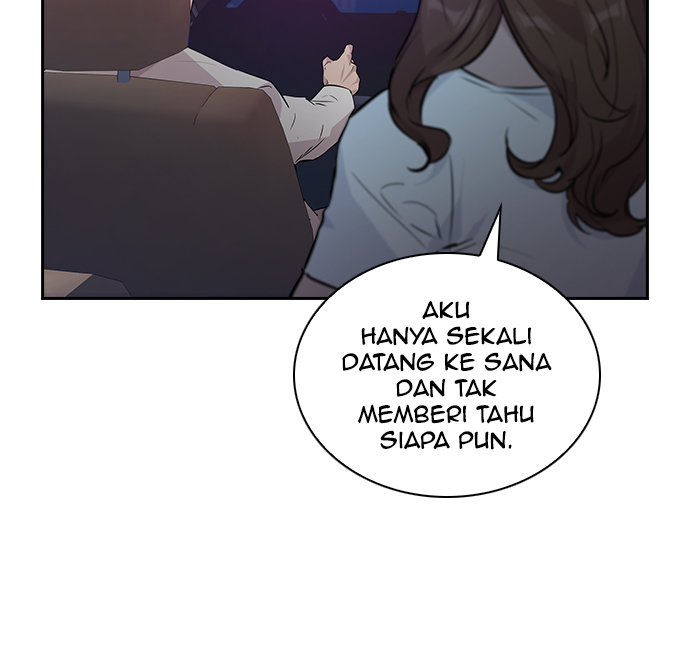 AKU
HANYA SEKALI
DATANG KE SANA
DAN TAK
MEMBERI TAHU
SIAPA PUN.